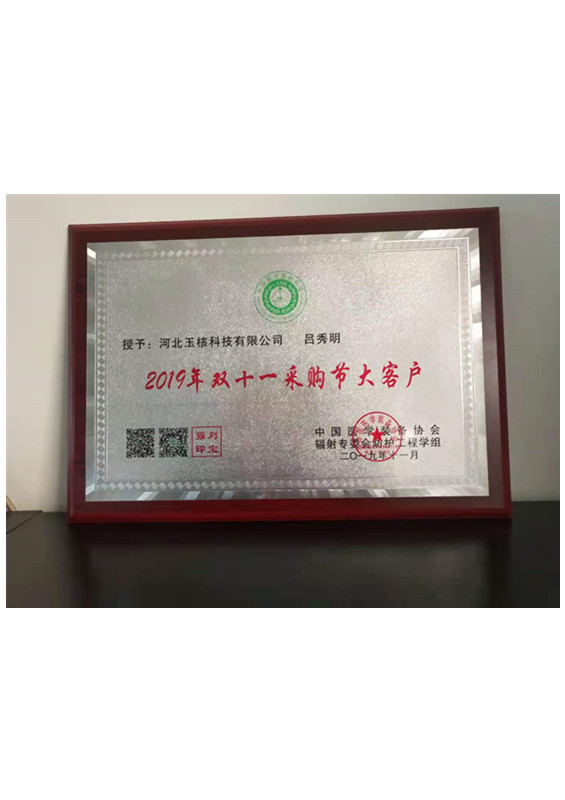 授予：河北玉核科技有限公司 吕秀明
2019年双十一采购节大客户
中国医学装备协会
辐射专委会防护工程学组
二〇一九年十一月